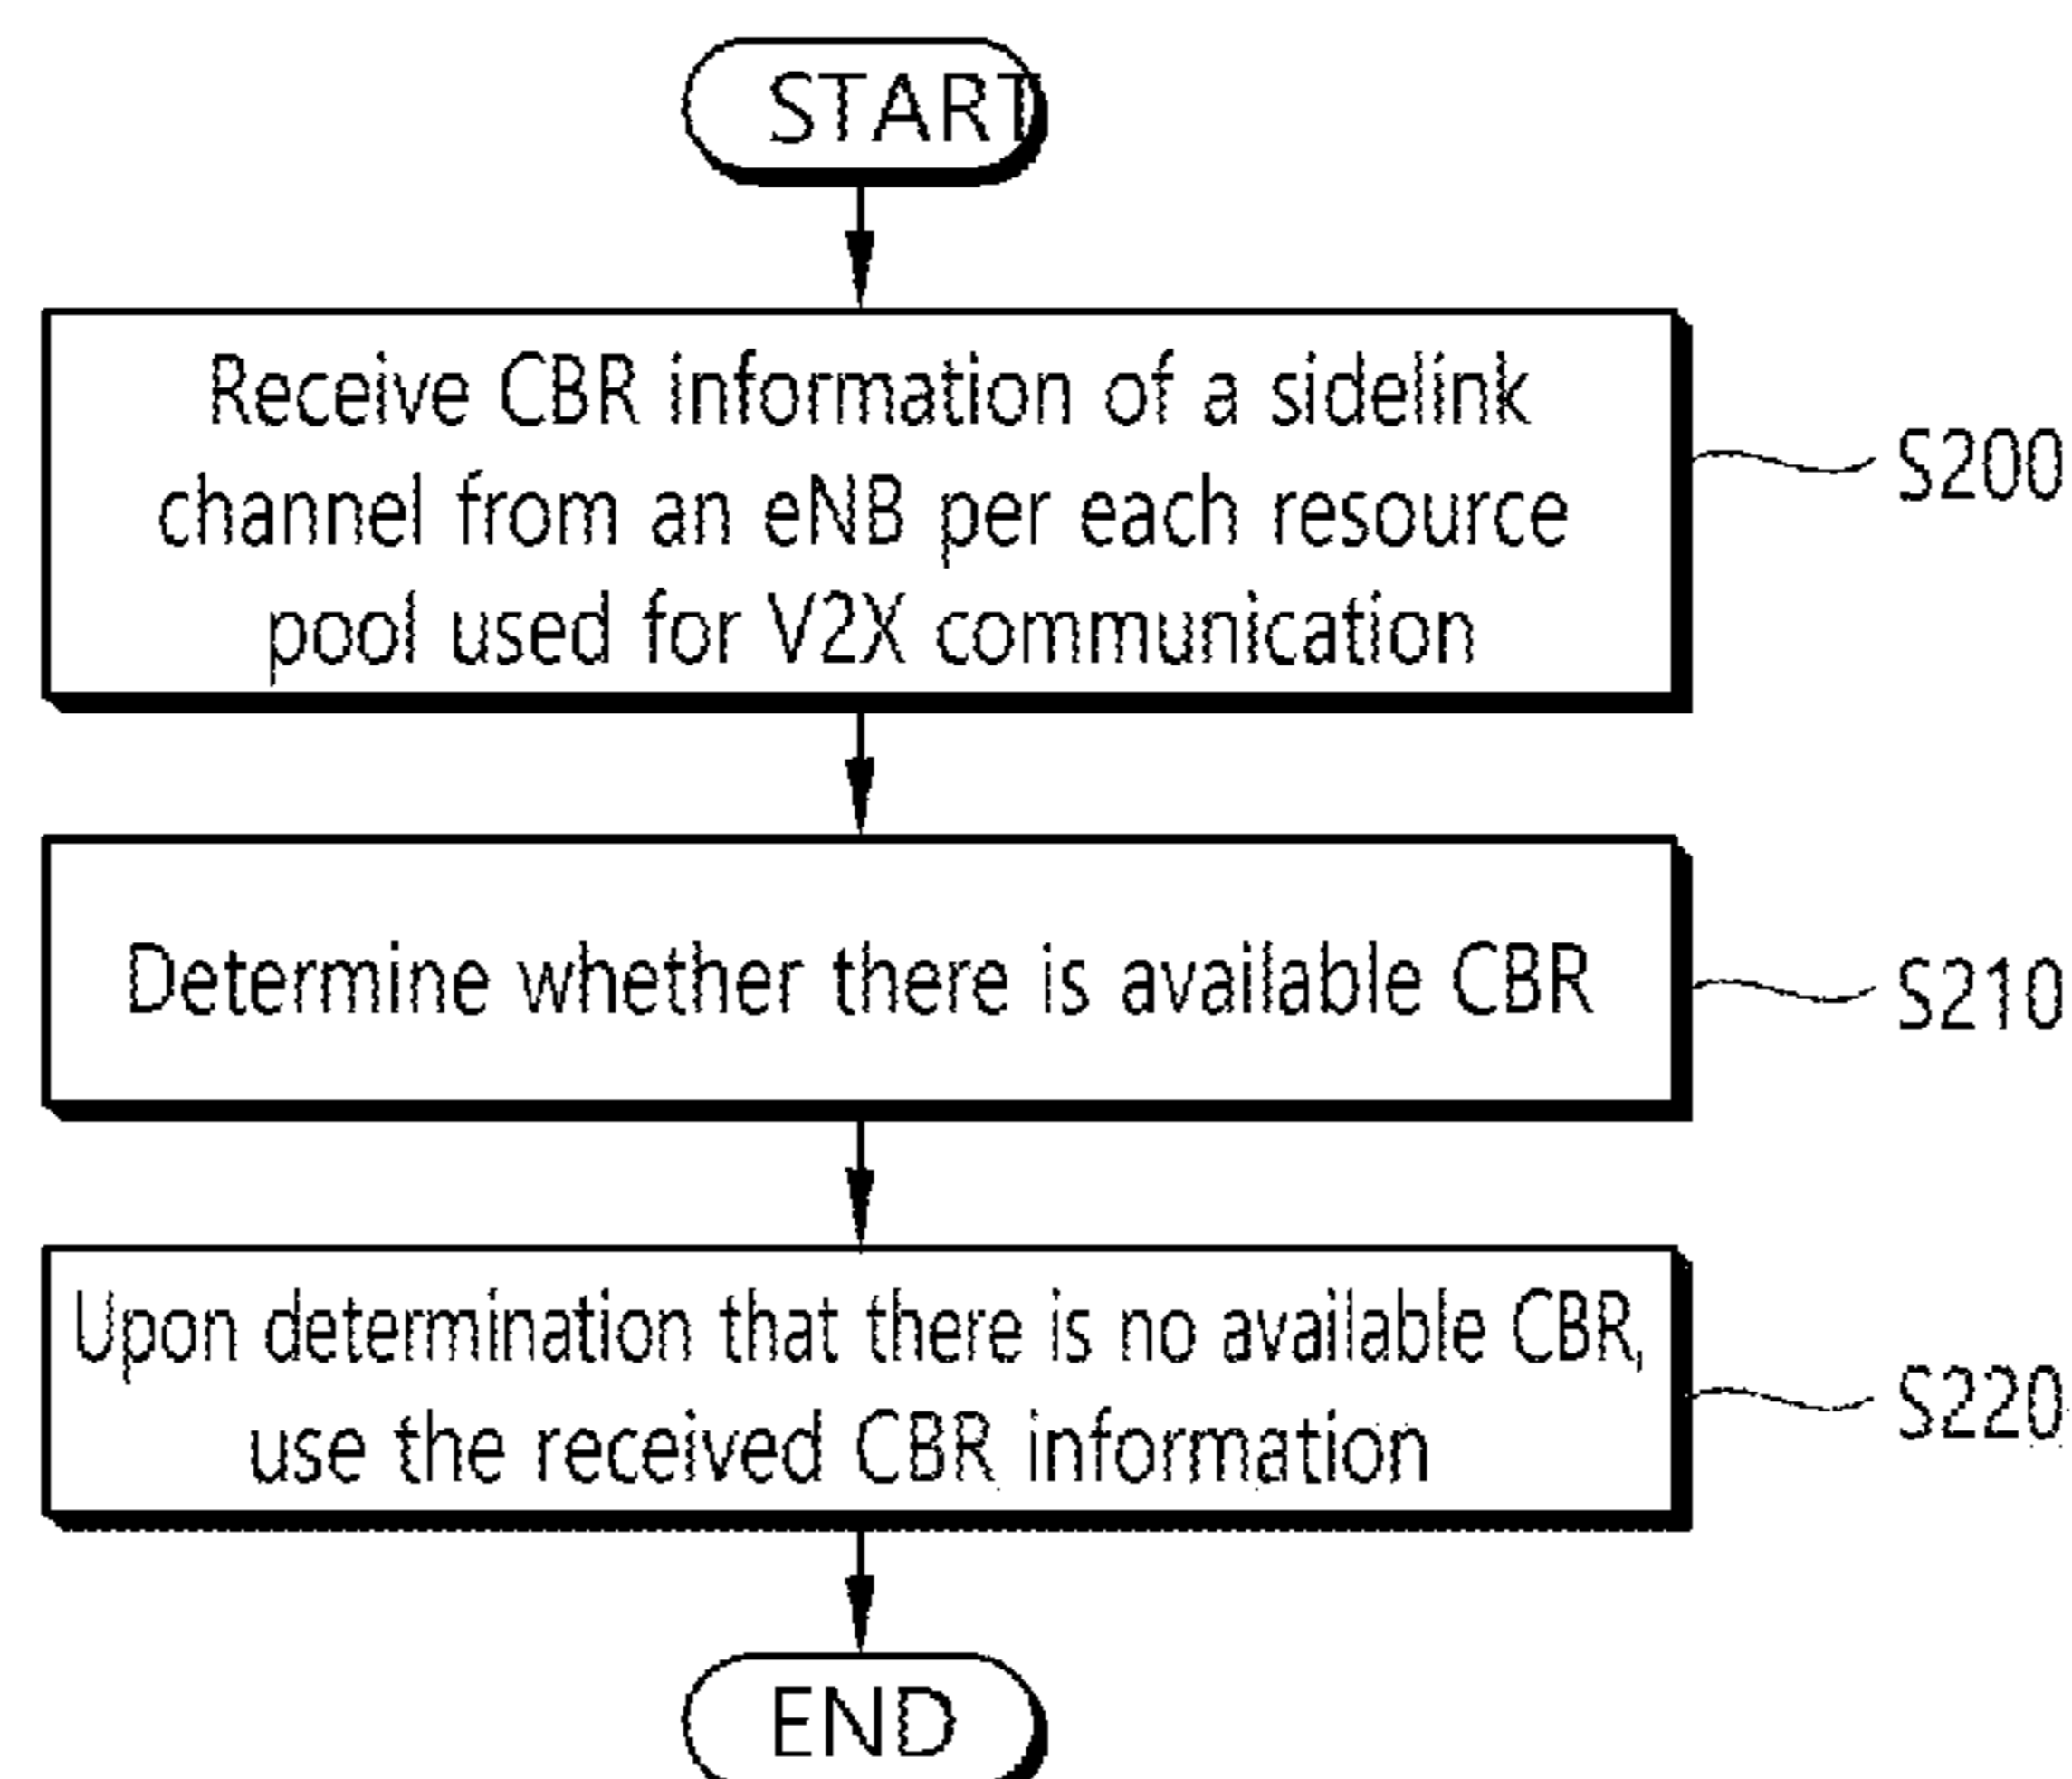 START
Receive CBR information of a sidelink
channel from an eNB per each resource
pool used for V2X communication
S200
Determine whether there is available CBR
S210
Upon determination that there is no available CBR,
use the received CBR information
S220
END